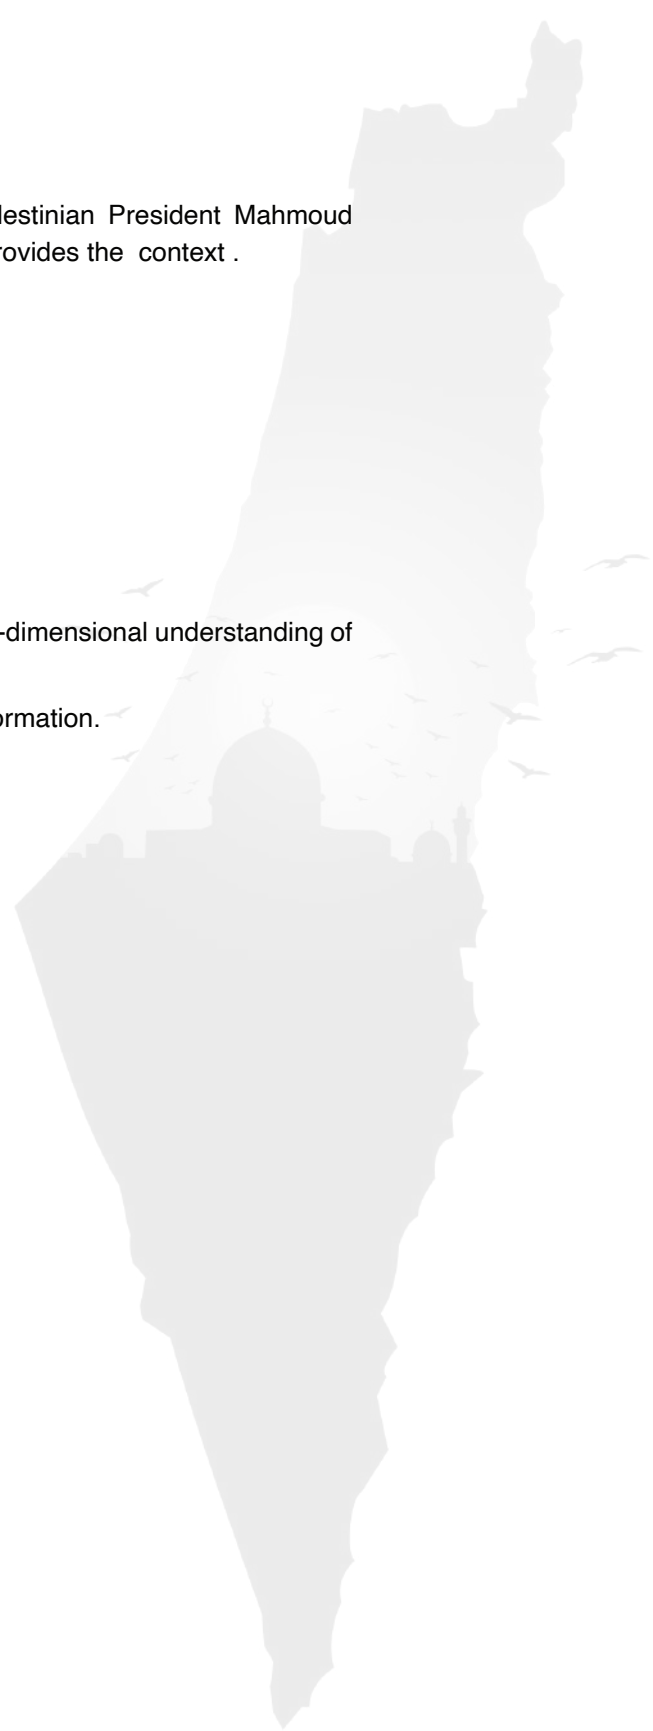 lestinian President Mahmoud
rovides the context .
-dimensional understanding of
ormation.